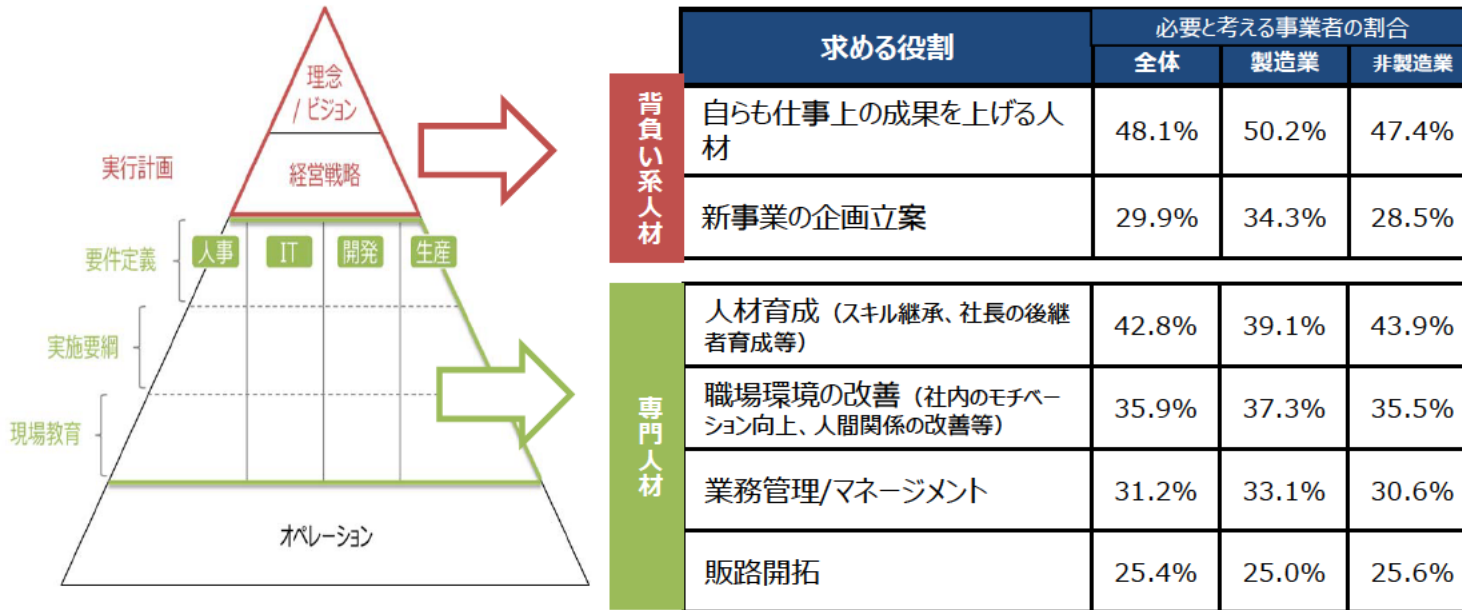 理念
/ ビジョン
経営戦略
実行計画
人事
IT
開発
生産
要件定義
実施要綱
現場教育
オペレーション
求める役割
必要と考える事業者の割合
全体
製造業
非製造業
背負い系人材
自らも仕事上の成果を上げる人
材
48.1%
50.2%
47.4%
新事業の企画立案
29.9%
34.3%
28.5%
専門人材
人材育成（スキル継承、社長の後継
者育成等）
42.8%
39.1%
43.9%
職場環境の改善（社内のモチベー
ション向上、人間関係の改善等）
35.9%
37.3%
35.5%
業務管理/マネージメント
31.2%
33.1%
30.6%
販路開拓
25.4%
25.0%
25.6%